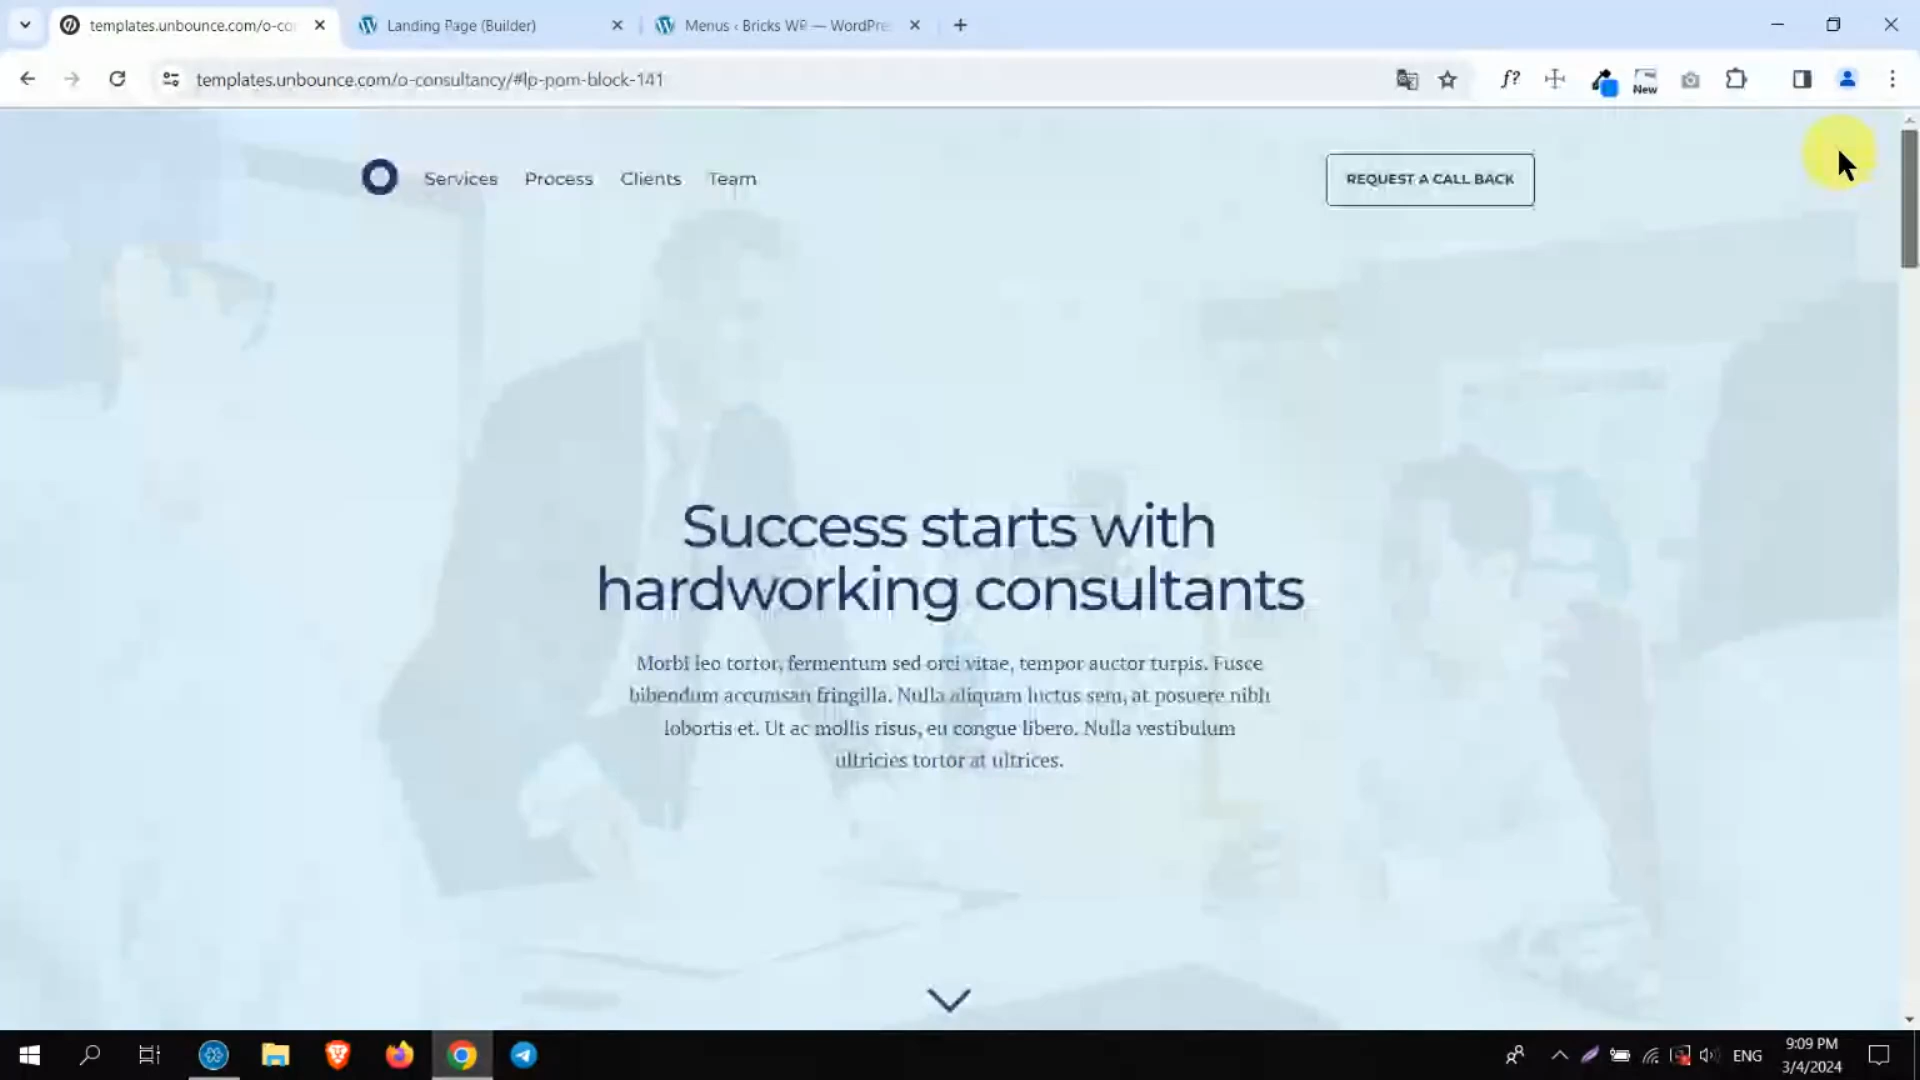 templates.unbounce.com/o-co
Landing Page (Builder)
Menus ‹ Bricks WP — WordPre
templates.unbounce.com/o-consultancy/#lp-pom-block-141
f?
New
Services
Process
Clients
Team
REQUEST A CALL BACK
Success starts with
hardworking consultants
Morbi leo tortor, fermentum sed orci vitae, tempor auctor turpis. Fusce
bibendum accumsan fringilla. Nulla aliquam luctus sem, at posuere nibh
lobortis et. Ut ac mollis risus, eu congue libero. Nulla vestibulum
ultricies tortor at ultrices.
ENG
9:09 PM
3/4/2024